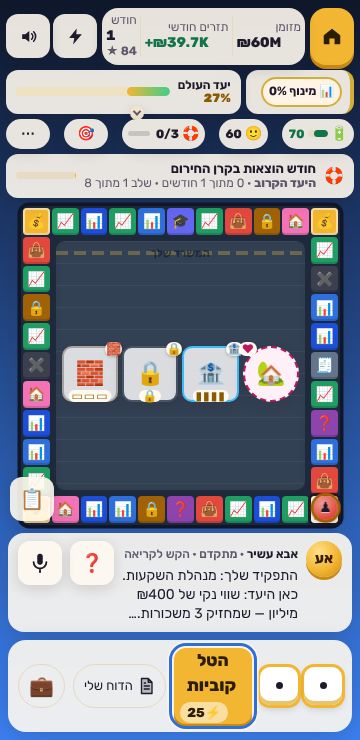 מזומן
₪60M
תזרים חודשי
+₪39.7K
חודש
1
★ 84
יעד העולם
27%
מינוף 0%
70
60
0/3
...
חודש הוצאות בקרן החירום
היעד הקרוב • 0 מתוך 1 חודשים • שלב 1 מתוך 8
אע
אבא עשיר • מתקדם • הקש לקריאה
התפקיד שלך: מנהלת השקעות.
כאן היעד: שווי נקי של ₪400
מיליון — שמחזיק 3 משכורות....
הטל
קוביות
25⚡
הדוח שלי